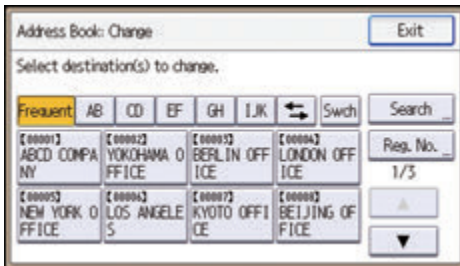 Address Book: Change
Exit
Select destination(s) to change.
Frequent AB CD EF GH IJK Swch Search
[00001] [00002] [00003] [00004] Reg. No.
ABCD COMPA YOKOHAMA O BERLIN OFF LONDON OFF
NY FFICE ICE ICE 1/3
[00005] [00006] [00007] [00008]
NEW YORK O LOS ANGELE KYOTO OFFI BEIJING OF
FFICE S CE FICE